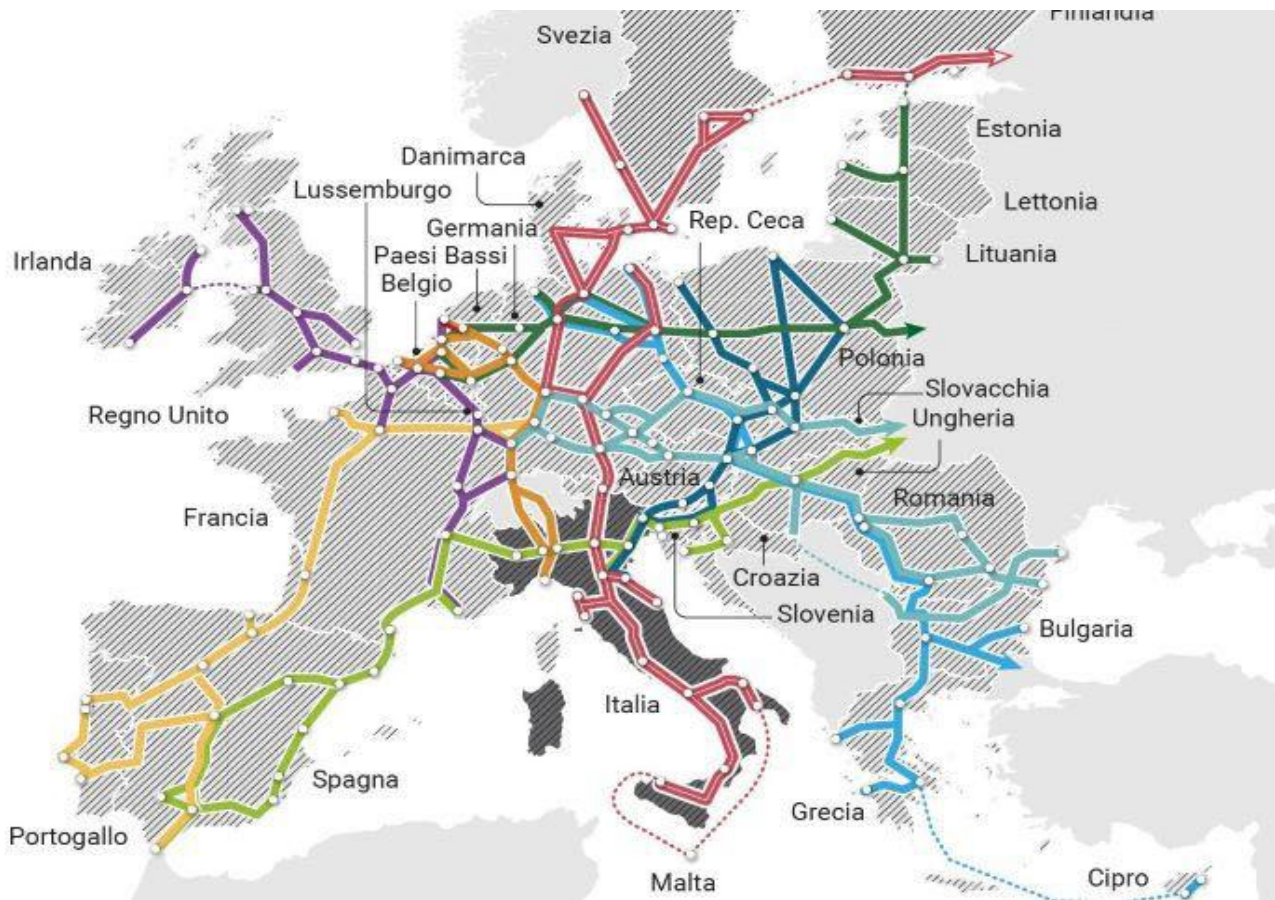 Finlandia
Svezia
Estonia
Danimarca
Lussemburgo
Lettonia
Germania
Rep. Ceca
Irlanda
Paesi Bassi
Lituania
Belgio
Polonia
Slovacchia
Regno Unito
Ungheria
Austria
Romania
Francia
Croazia
Slovenia
Bulgaria
Italia
Spagna
Grecia
Portogallo
Malta
Cipro